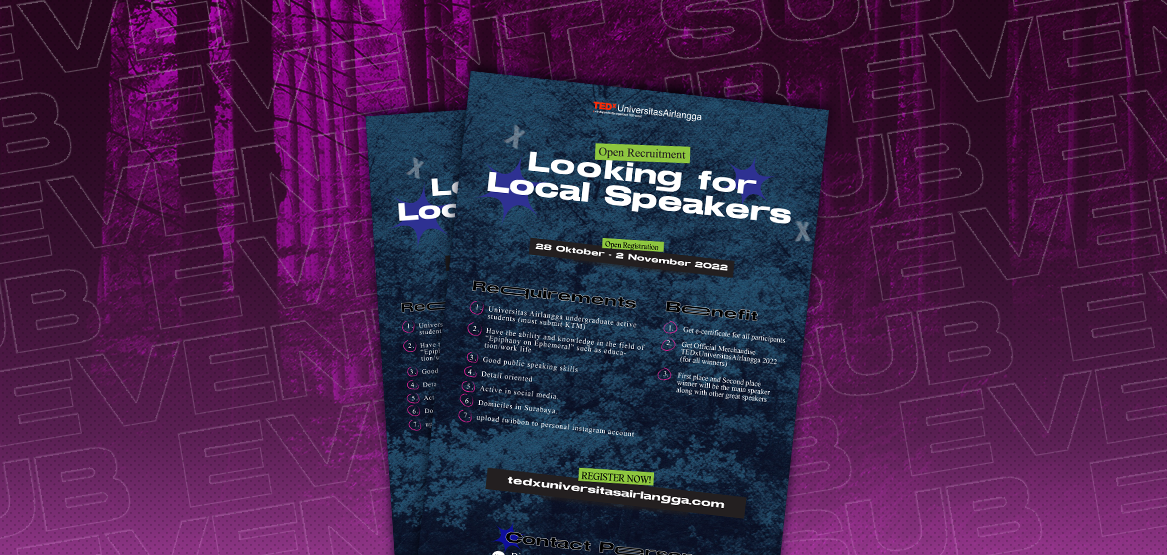 SUB EVENT
TEDx UniversitasAirlangga
Open Recruitment
Looking for
Local Speakers
Open Registration
28 Oktober - 2 November 2022
Requirements
1. Universitas Airlangga undergraduate active
students (must submit KTM)
2. Have the ability and knowledge in the field of
"Epiphany on Ephemeral" such as educa-
tion/work life
3. Good public speaking skills
4. Detail oriented
5. Active in social media
6. Domiciles in Surabaya
7. upload twibbon to personal instagram account
Benefit
1. Get e-certificate for all participants
2. Get Official Merchandise
TEDxUniversitasAirlangga 2022
(for all winners)
3. First place and Second place
winner will be the main speaker
along with other great speakers
REGISTER NOW!
tedxuniversitasairlangga.com
Contact Person